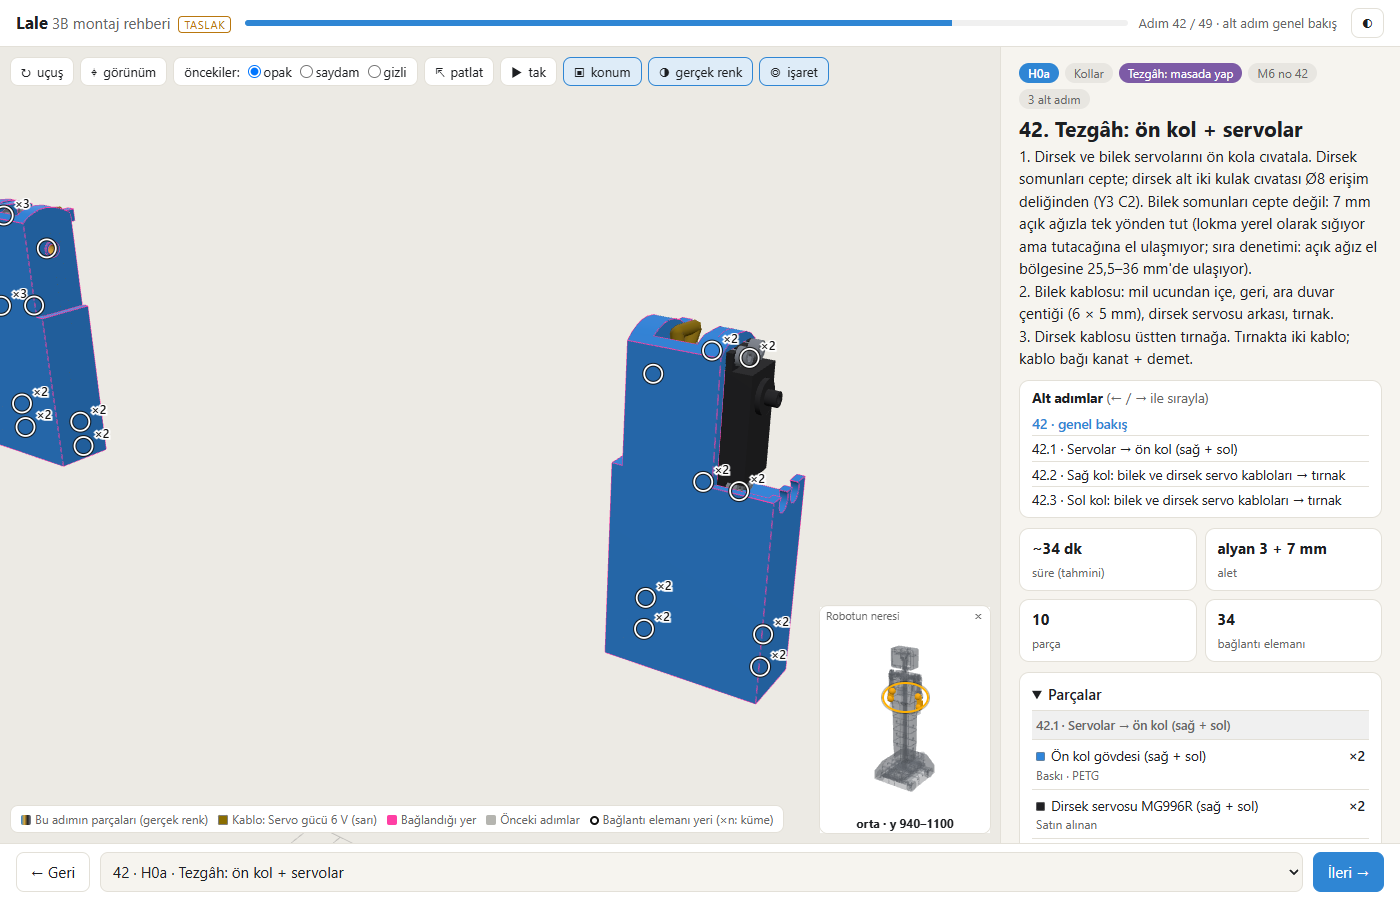 Lale 3B montaj rehberi TASLAK
Adım 42 / 49 · alt adım genel bakış
↻ uçuş
⌖ görünüm
öncekiler: opak saydam gizli
⇱ patlat
▶ tak
▣ konum
◑ gerçek renk
◎ işaret
×3
×3
×2
×2
×2
×2
×2
×2
×2
×2
×2
×2
×2
×2
Robotun neresi ×
orta · y 940–1100
Bu adımın parçaları (gerçek renk) Kablo: Servo gücü 6 V (sarı) Bağlandığı yer Önceki adımlar Bağlantı elemanı yeri (×n: küme)
H0a Kollar Tezgâh: masada yap M6 no 42
3 alt adım
42. Tezgâh: ön kol + servolar
1. Dirsek ve bilek servolarını ön kola cıvatala. Dirsek
somunları cepte; dirsek alt iki kulak cıvatası Ø8 erişim
deliğinden (Y3 C2). Bilek somunları cepte değil: 7 mm
açık ağızla tek yönden tut (lokma yerel olarak sığıyor
ama tutacağına el ulaşmıyor; sıra denetimi: açık ağız el
bölgesine 25,5–36 mm'de ulaşıyor).
2. Bilek kablosu: mil ucundan içe, geri, ara duvar
çentiği (6 × 5 mm), dirsek servosu arkası, tırnak.
3. Dirsek kablosu üstten tırnağa. Tırnakta iki kablo;
kablo bağı kanat + demet.
Alt adımlar (← / → ile sırayla)
42 · genel bakış
42.1 · Servolar → ön kol (sağ + sol)
42.2 · Sağ kol: bilek ve dirsek servo kabloları → tırnak
42.3 · Sol kol: bilek ve dirsek servo kabloları → tırnak
~34 dk
süre (tahmini)
alyan 3 + 7 mm
alet
10
parça
34
bağlantı elemanı
▼ Parçalar
42.1 · Servolar → ön kol (sağ + sol)
Ön kol gövdesi (sağ + sol) ×2
Baskı · PETG
Dirsek servosu MG996R (sağ + sol) ×2
Satın alınan
← Geri
42 · H0a · Tezgâh: ön kol + servolar
İleri →